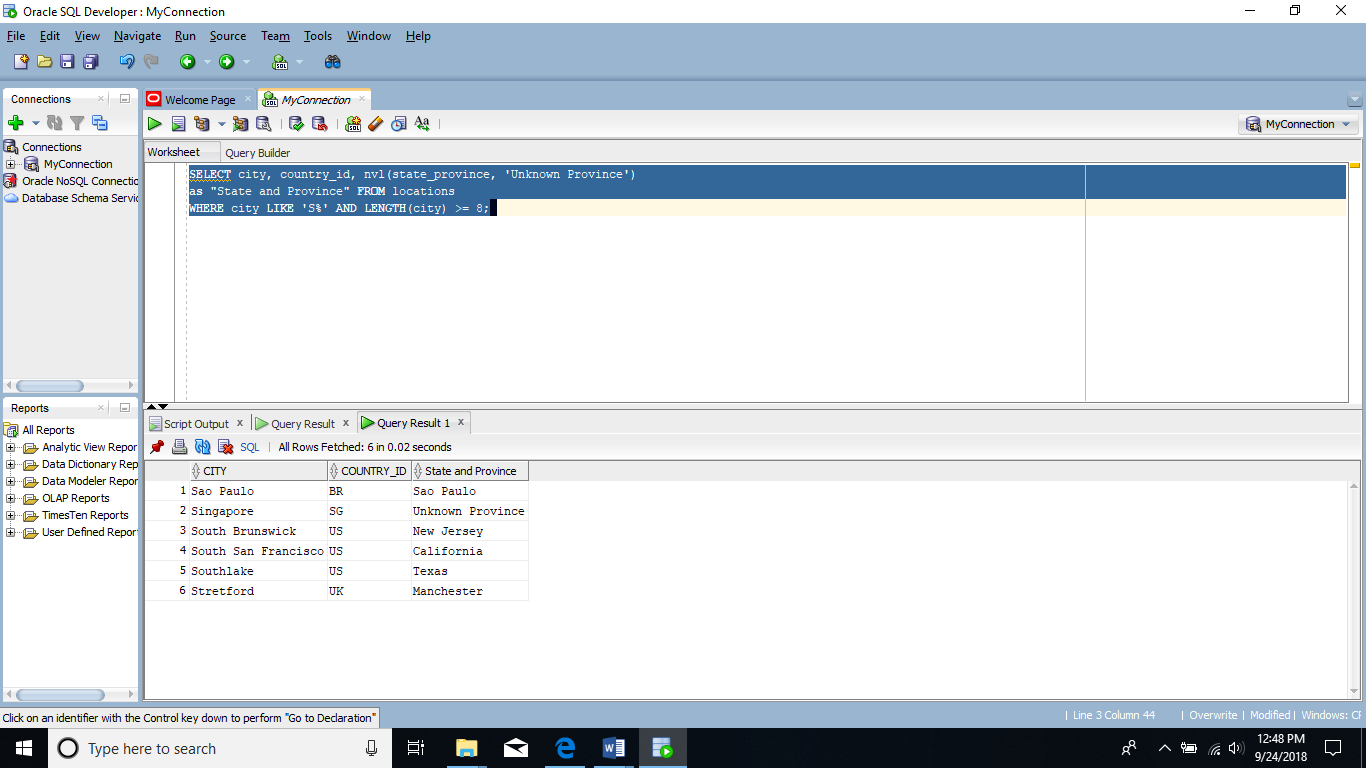 Oracle SQL Developer : MyConnection
File Edit View Navigate Run Source Team Tools Window Help
Connections
Welcome Page
MyConnection
MyConnection
Connections
MyConnection
Oracle NoSQL Connectic
Database Schema Servic
Worksheet Query Builder
SELECT city, country_id, nvl(state_province, 'Unknown Province')
as "State and Province" FROM locations
WHERE city LIKE 'S%' AND LENGTH(city) >= 8;
Reports
All Reports
Analytic View Repor
Data Dictionary Rep
Data Modeler Repor
OLAP Reports
TimesTen Reports
User Defined Repor
Script Output x Query Result x Query Result 1 x
SQL | All Rows Fetched: 6 in 0.02 seconds
CITY COUNTRY_ID State and Province
1 Sao Paulo BR Sao Paulo
2 Singapore SG Unknown Province
3 South Brunswick US New Jersey
4 South San Francisco US California
5 Southlake US Texas
6 Stretford UK Manchester
Click on an identifier with the Control key down to perform "Go to Declaration"
| Line 3 Column 44 | Overwrite | Modified | Windows: CF
Type here to search
12:48 PM
9/24/2018